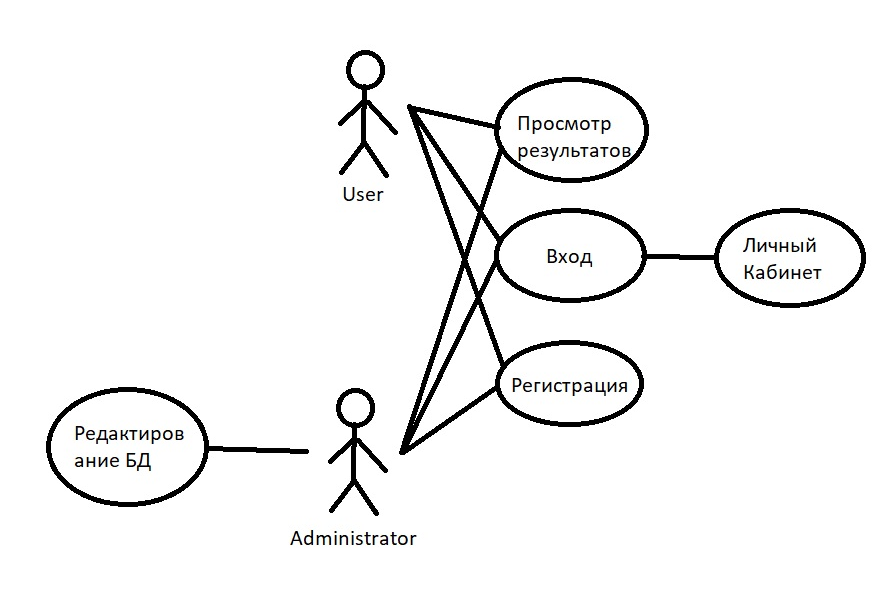 User
Просмотр
результатов
Вход
Личный
Кабинет
Регистрация
Редактиров
ание БД
Administrator